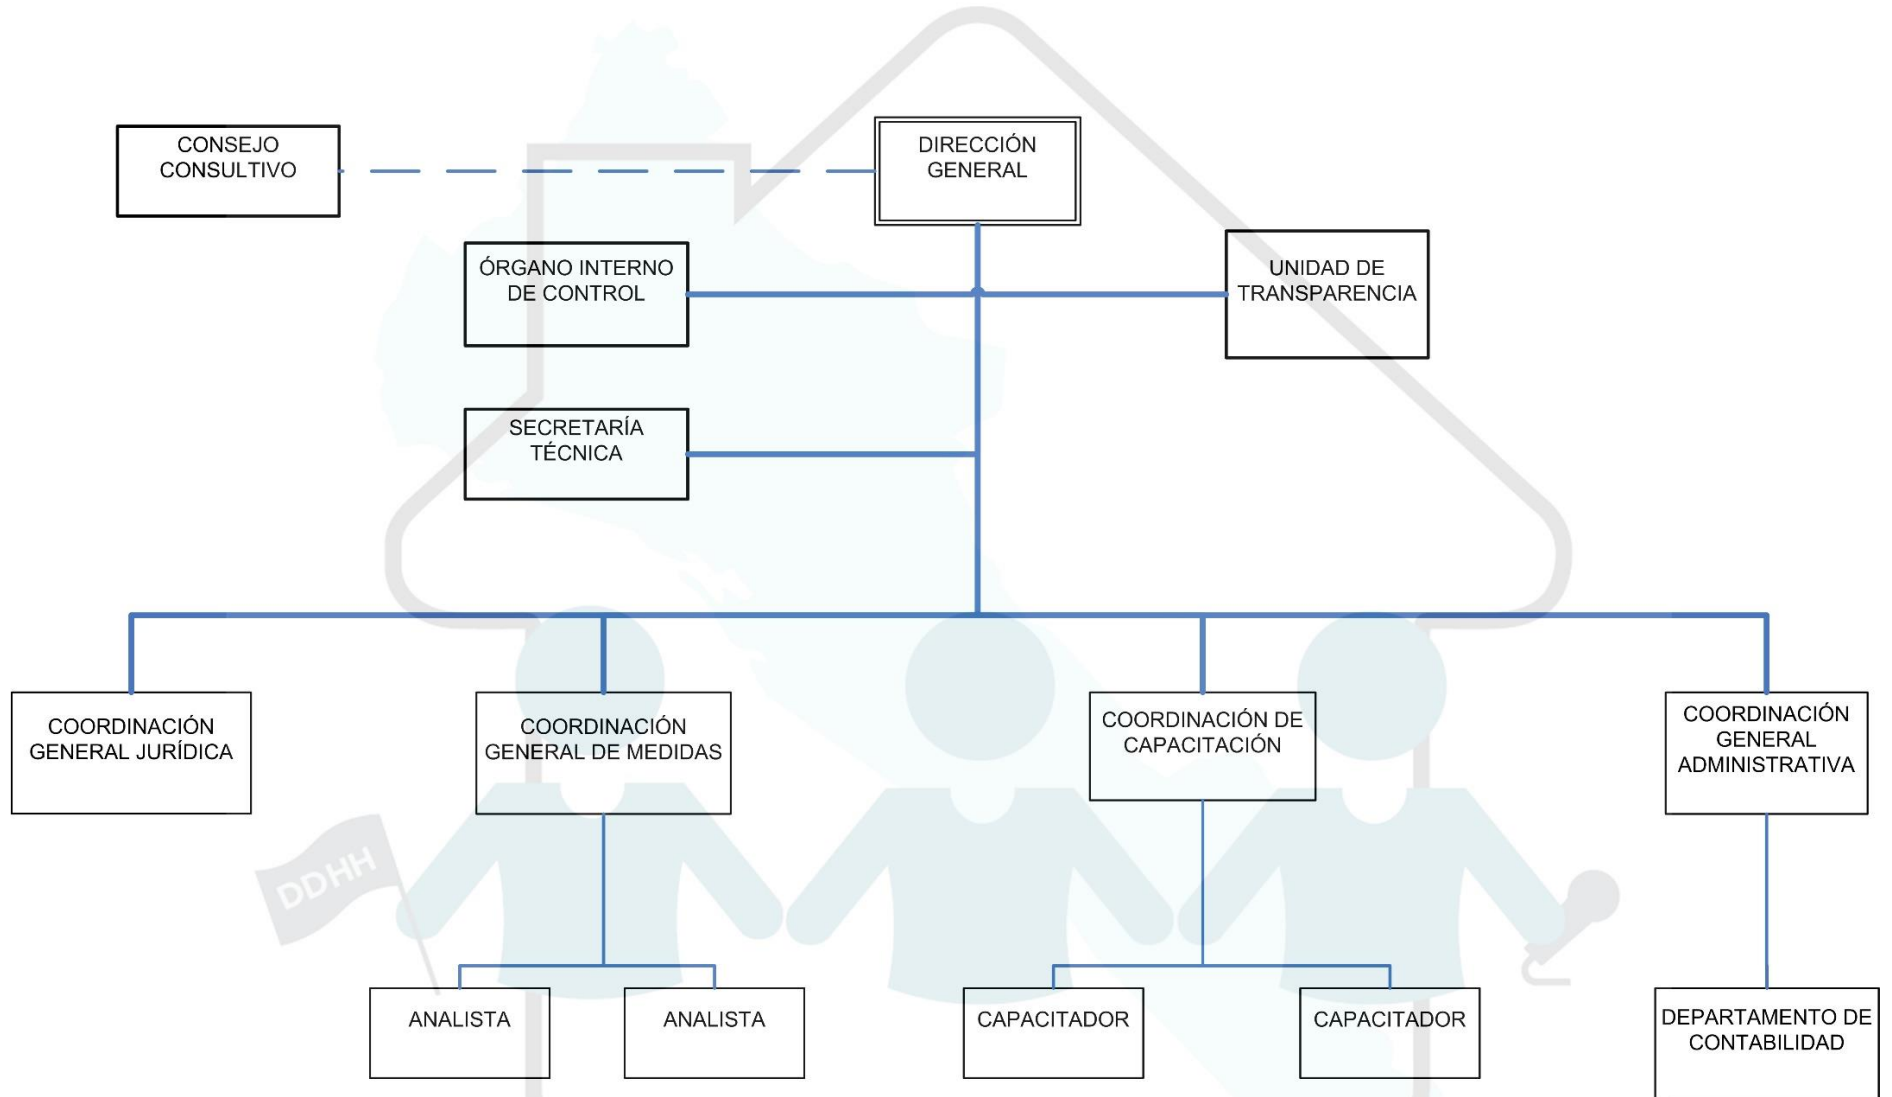 CONSEJO
CONSULTIVO
DIRECCIÓN
GENERAL
ÓRGANO INTERNO
DE CONTROL
UNIDAD DE
TRANSPARENCIA
SECRETARÍA
TÉCNICA
COORDINACIÓN
GENERAL JURÍDICA
COORDINACIÓN
GENERAL DE MEDIDAS
COORDINACIÓN DE
CAPACITACIÓN
COORDINACIÓN
GENERAL
ADMINISTRATIVA
DDHH
ANALISTA
ANALISTA
CAPACITADOR
CAPACITADOR
DEPARTAMENTO DE
CONTABILIDAD